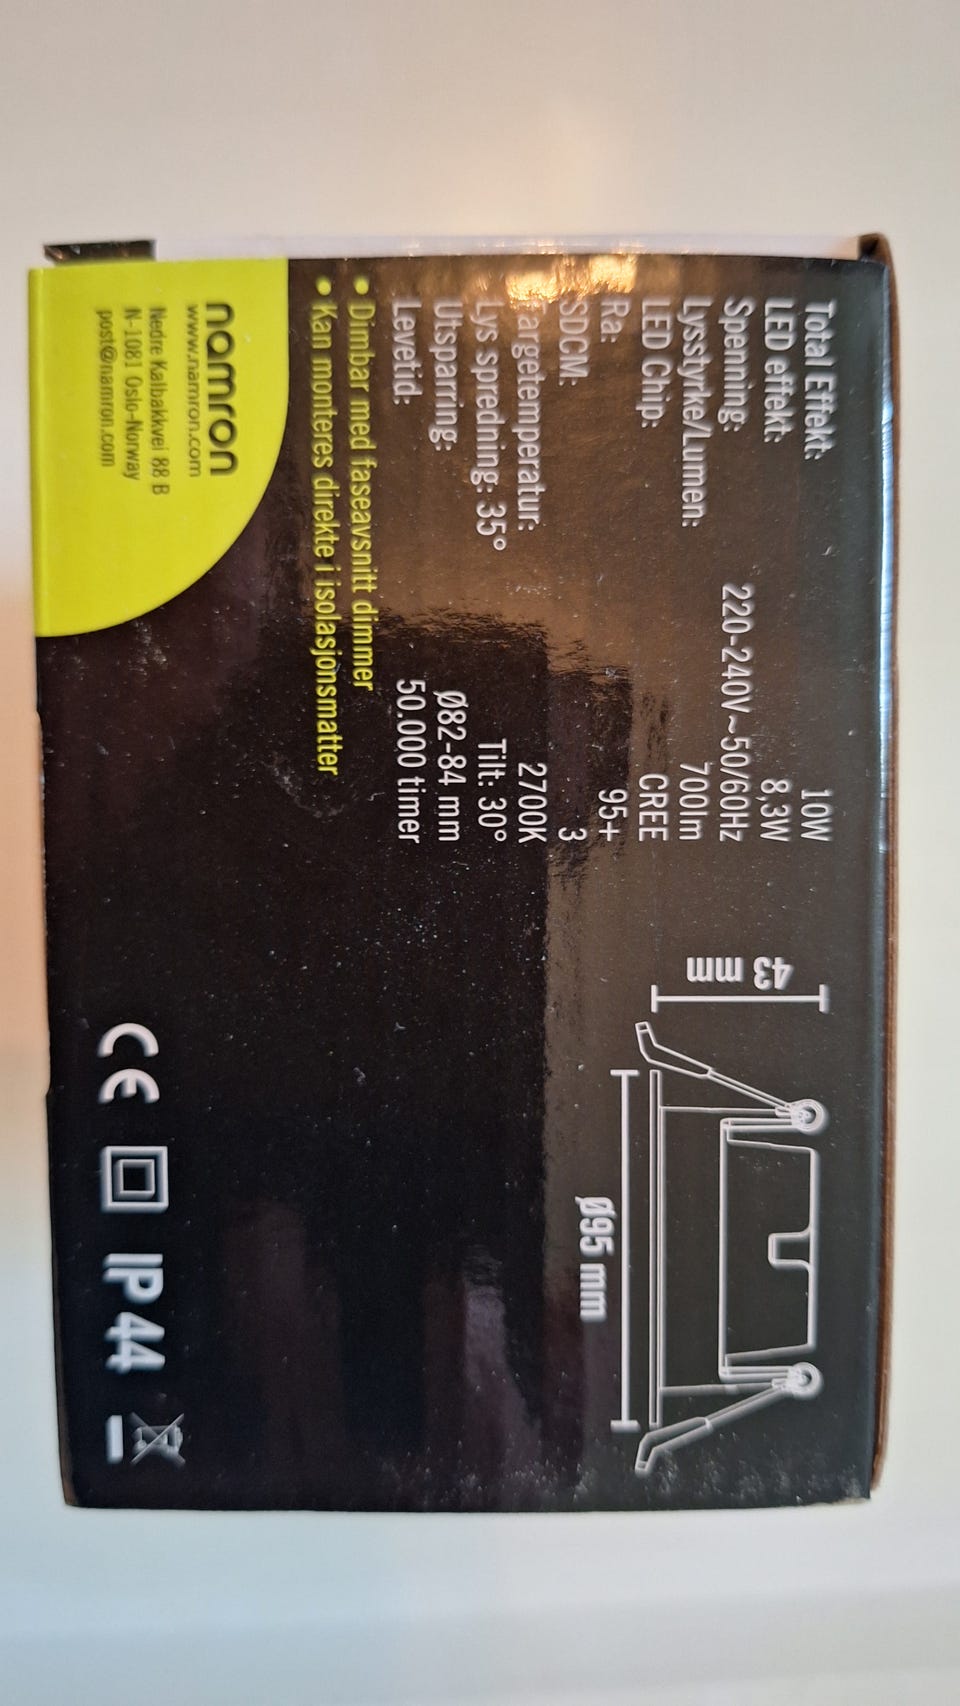 Total Effekt: 10W
LED effekt: 8,3W
Spenning: 220-240V~50/60Hz
Lysstyrke/Lumen: 700lm
LED Chip: CREE
Ra: 95+
SDCM: 3
Fargetemperatur: 2700K
Lys spredning: 35° Tilt: 30°
Utsparring: Ø82-84 mm
Levetid: 50.000 timer
• Dimbar med faseavsnitt dimmer
• Kan monteres direkte i isolasjonsmatter
namron
www.namron.com
Nedre Kalbakkvei 88 B
N-1081 Oslo-Norway
post@namron.com
43 mm
Ø95 mm
CE IP 44